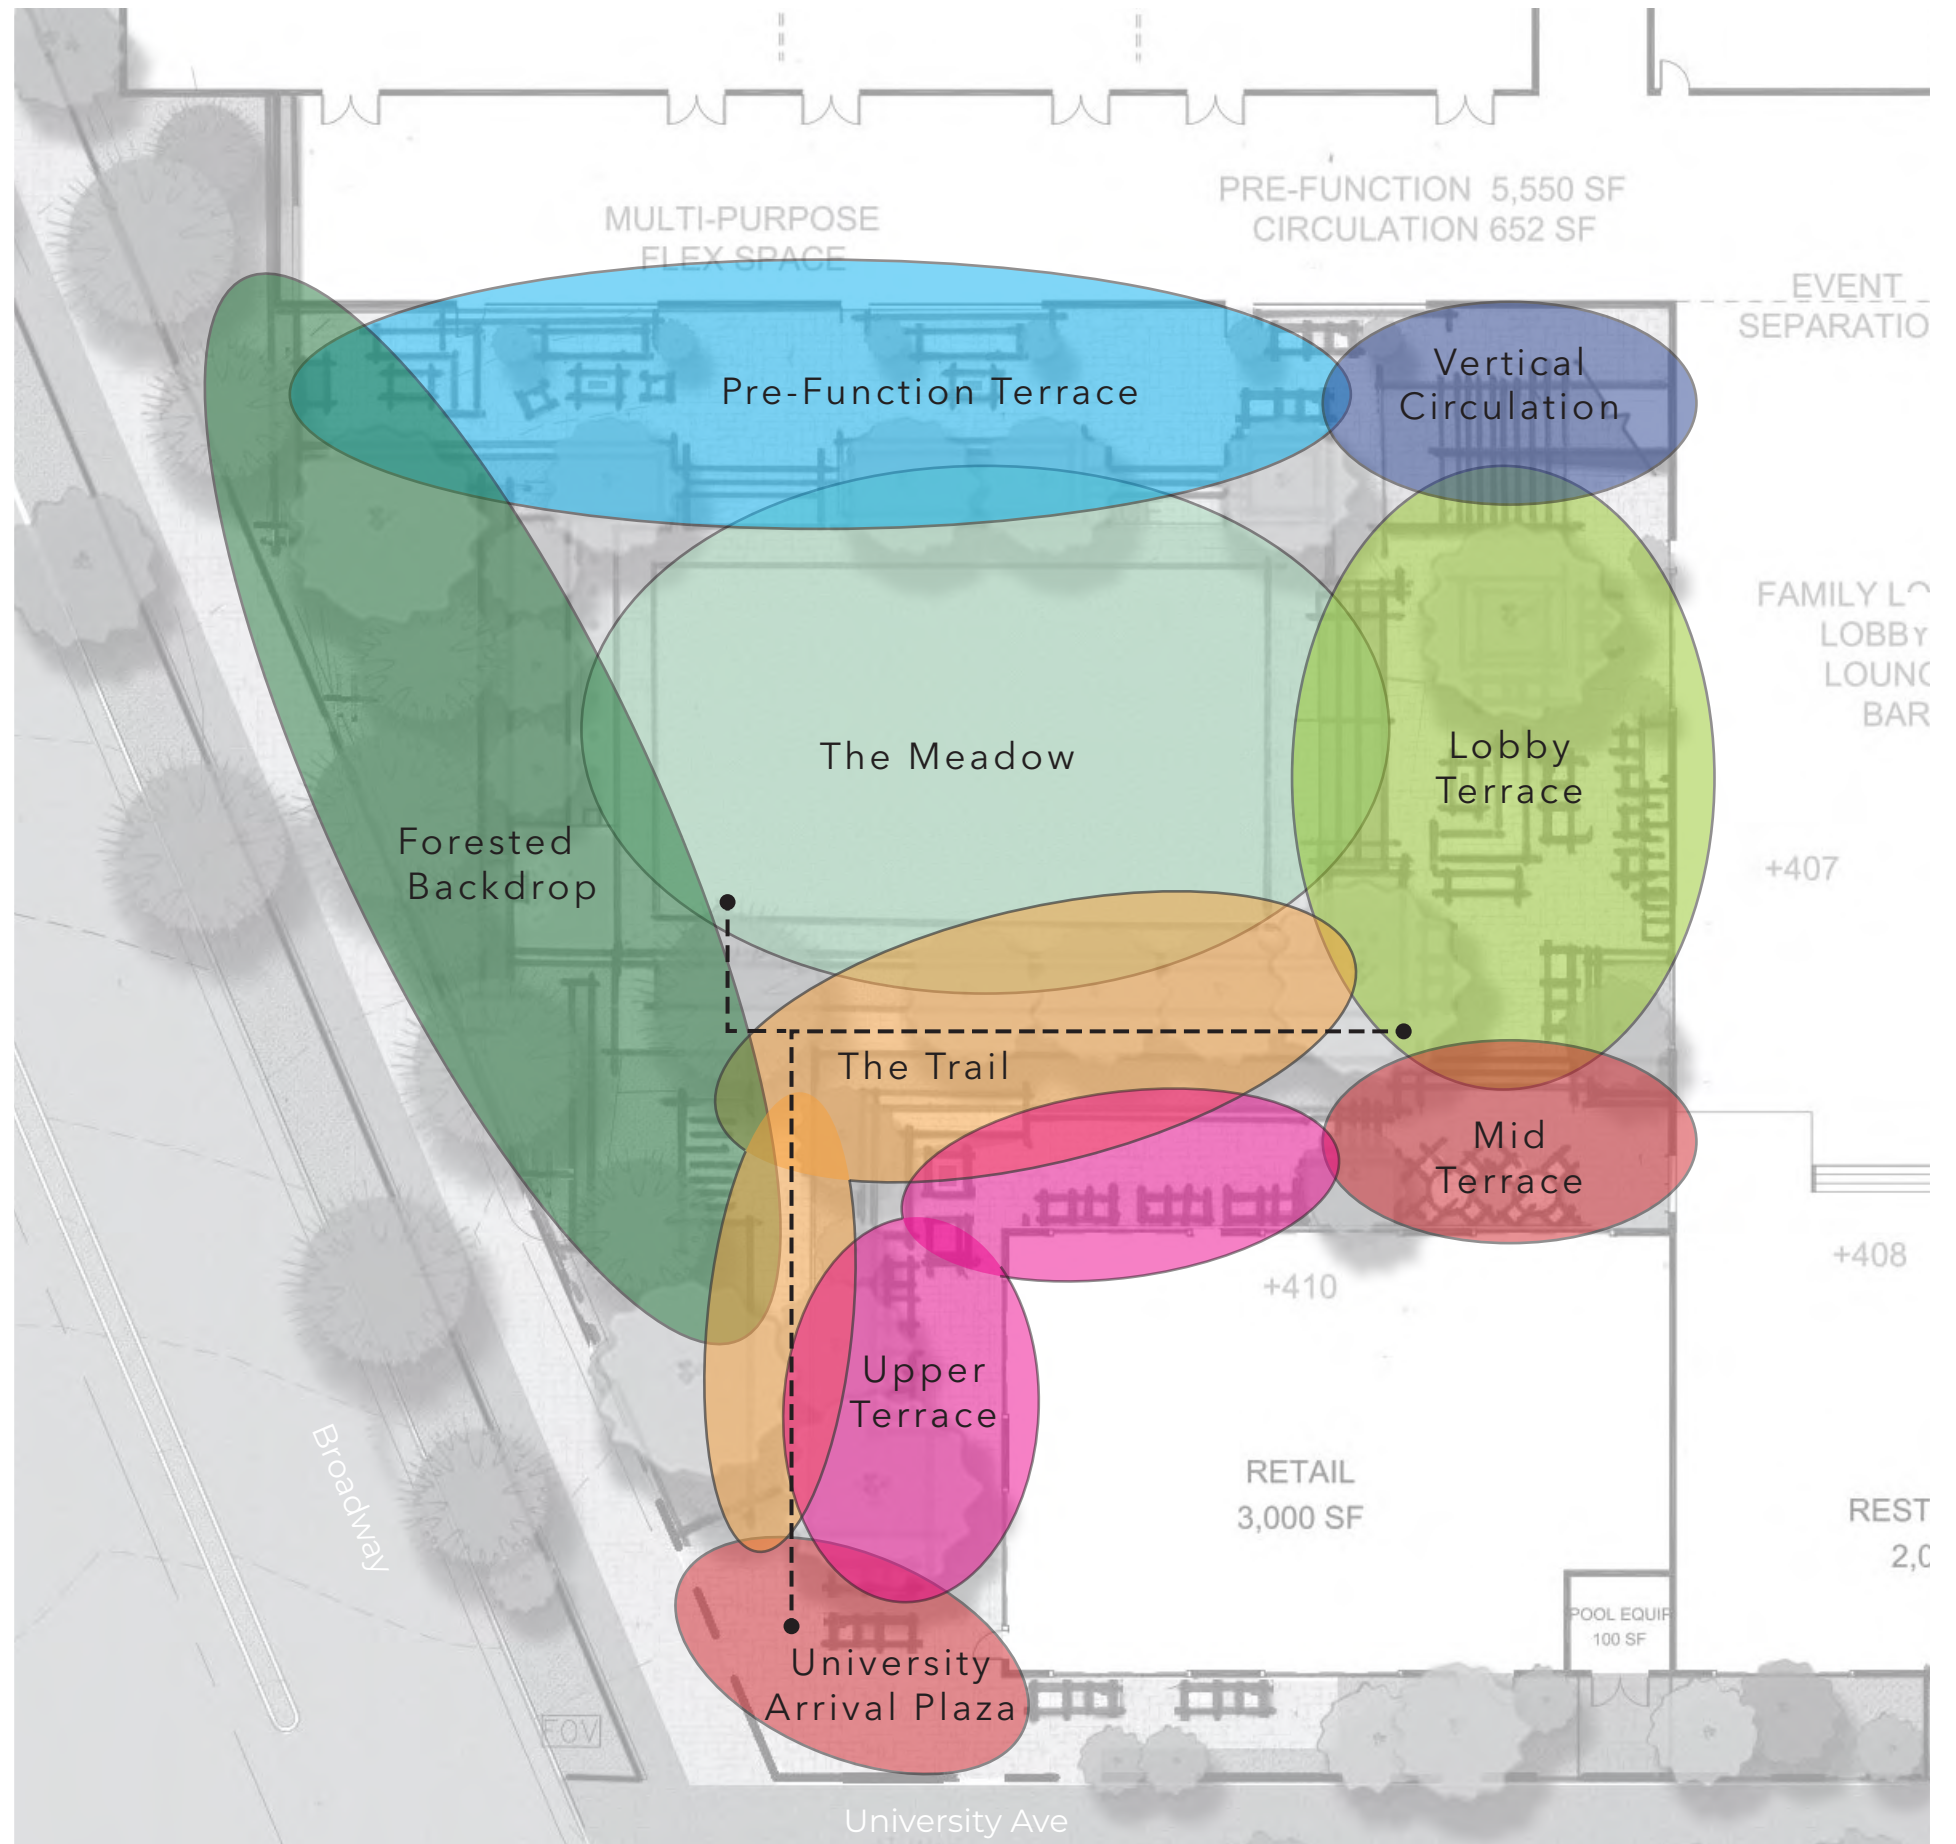 MULTI-PURPOSE
FLEX SPACE
PRE-FUNCTION 5,550 SF
CIRCULATION 652 SF
EVENT
SEPARATIO
Pre-Function Terrace
Vertical
Circulation
FAMILY
LOBBY
LOUNG
BAR
The Meadow
Lobby
Terrace
Forested
Backdrop
+407
The Trail
Mid
Terrace
+408
+410
Upper
Terrace
RETAIL
3,000 SF
REST
2,0
Broadway
POOL EQUIP
100 SF
University
Arrival Plaza
FOV
University Ave